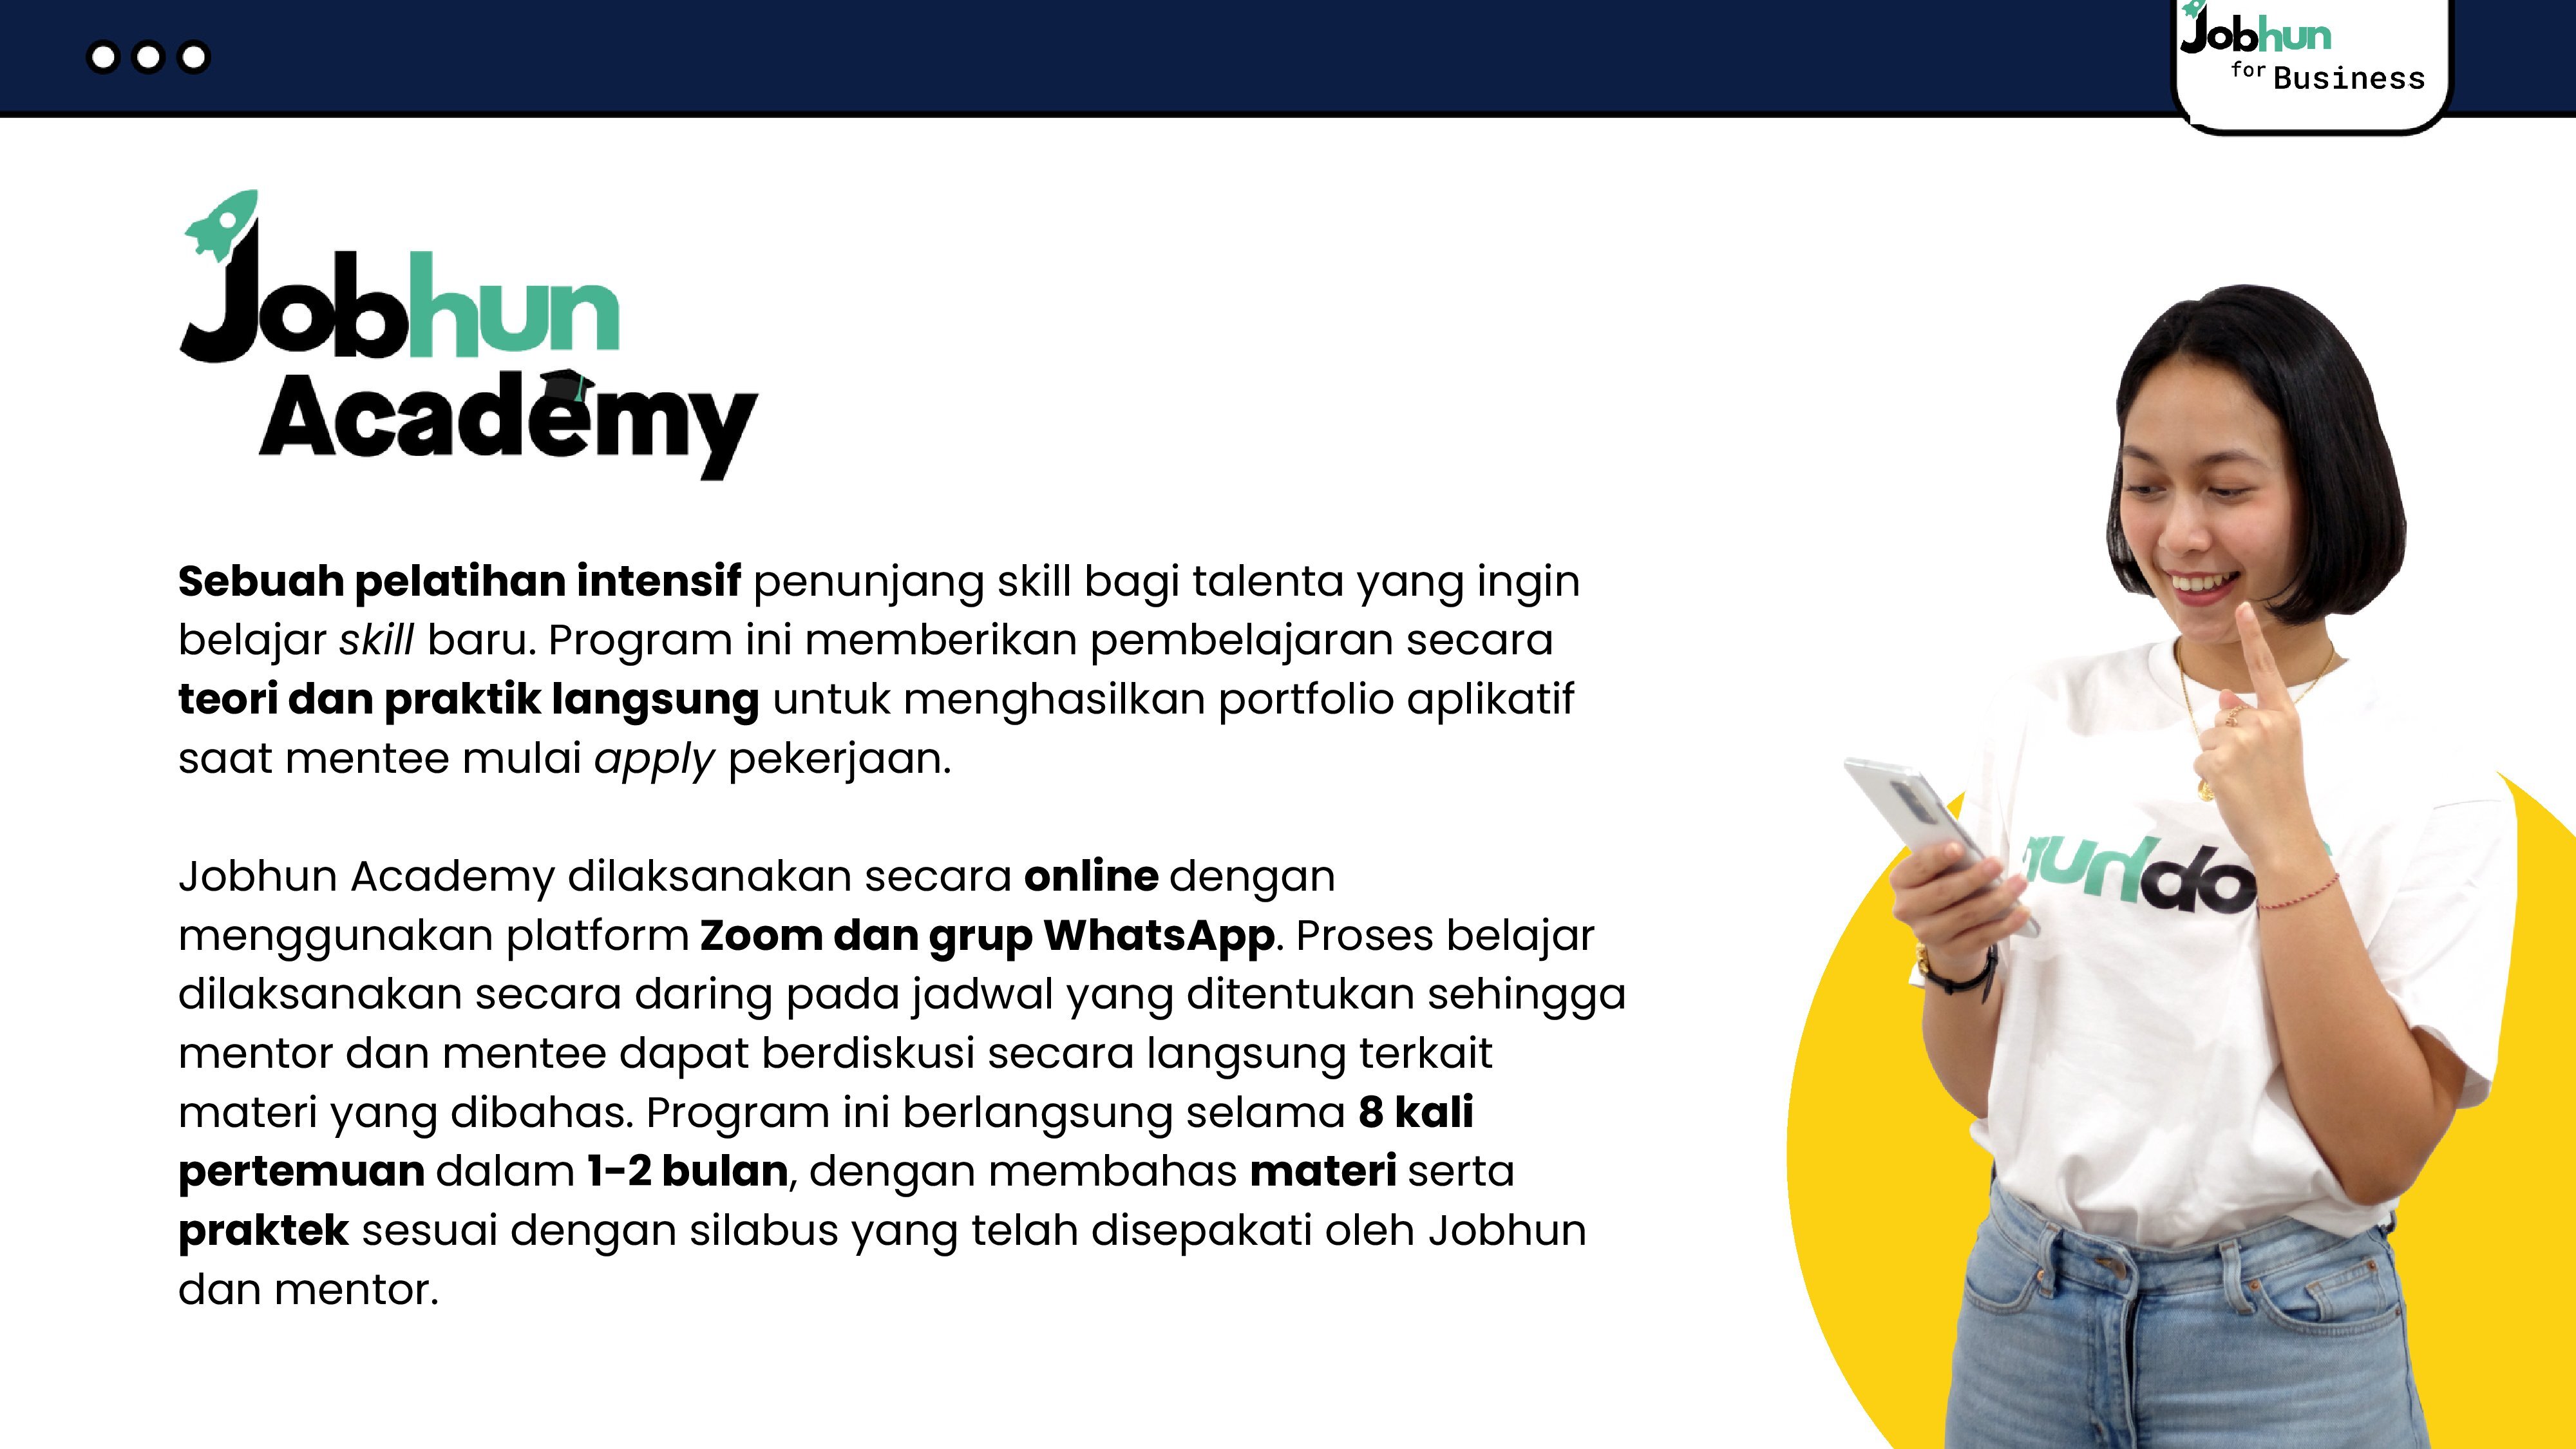 Jobhun
for Business
Jobhun
Academy
Sebuah pelatihan intensif penunjang skill bagi talenta yang ingin
belajar skill baru. Program ini memberikan pembelajaran secara
teori dan praktik langsung untuk menghasilkan portfolio aplikatif
saat mentee mulai apply pekerjaan.
Jobhun Academy dilaksanakan secara online dengan
menggunakan platform Zoom dan grup WhatsApp. Proses belajar
dilaksanakan secara daring pada jadwal yang ditentukan sehingga
mentor dan mentee dapat berdiskusi secara langsung terkait
materi yang dibahas. Program ini berlangsung selama 8 kali
pertemuan dalam 1-2 bulan, dengan membahas materi serta
praktek sesuai dengan silabus yang telah disepakati oleh Jobhun
dan mentor.